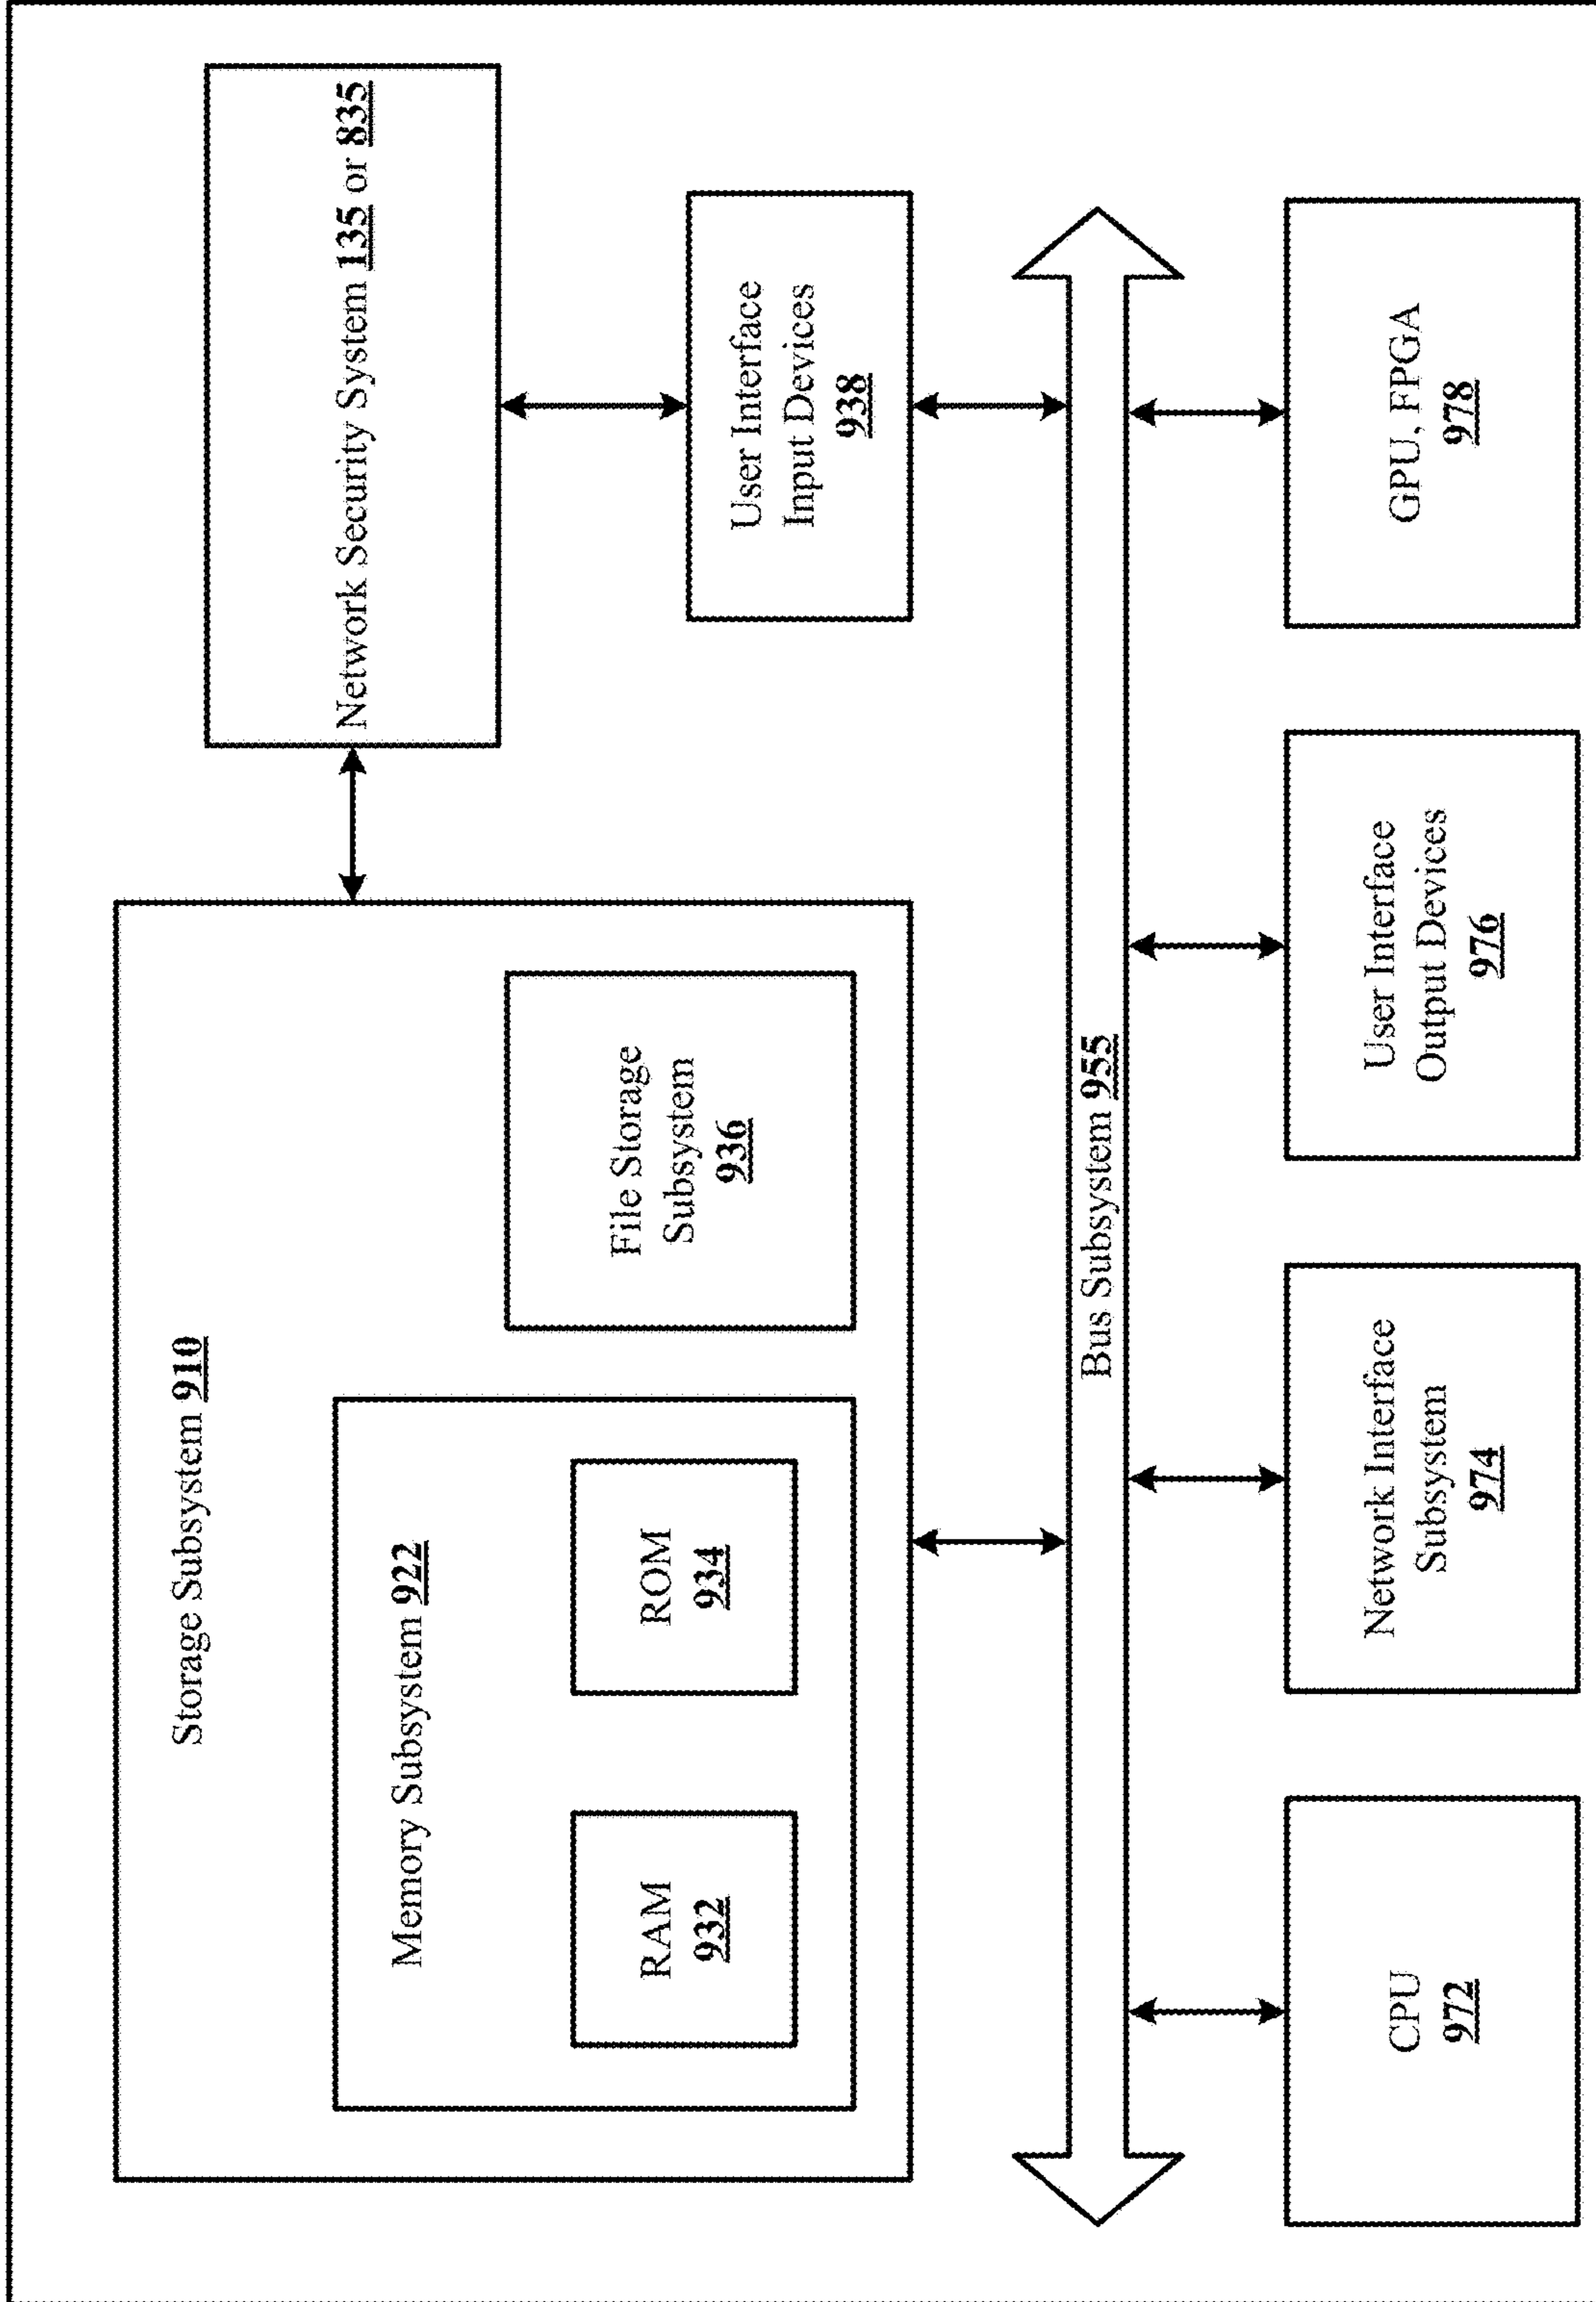 Storage Subsystem 910
Memory Subsystem 922
RAM
932
ROM
934
File Storage
Subsystem
936
Network Security System 135 or 835
User Interface
Input Devices
938
Bus Subsystem 955
CPU
972
Network Interface
Subsystem
974
User Interface
Output Devices
976
GPU, FPGA
978